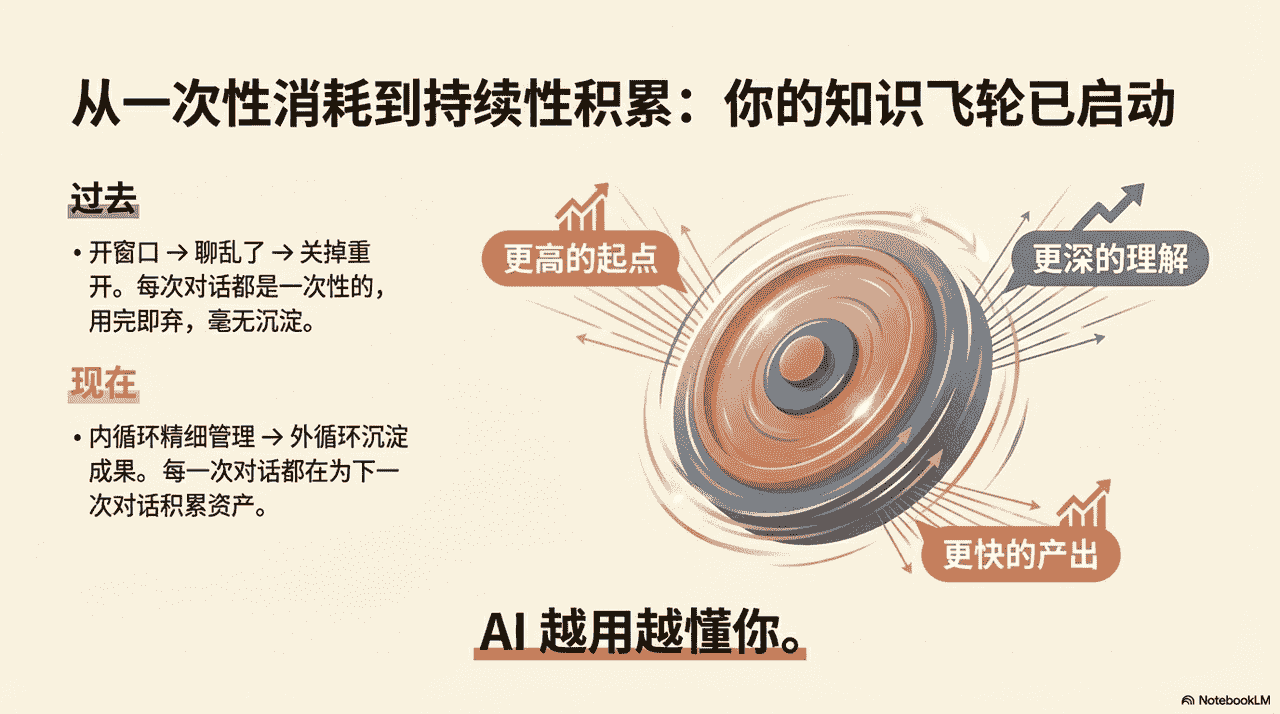 从一次性消耗到持续性积累：你的知识飞轮已启动
过去
• 开窗口 → 聊乱了 → 关掉重
开。每次对话都是一次性的，
用完即弃，毫无沉淀。
现在
• 内循环精细管理 → 外循环沉淀
成果。每一次对话都在为下一
次对话积累资产。
更高的起点
更深的理解
更快的产出
AI 越用越懂你。
NotebookLM